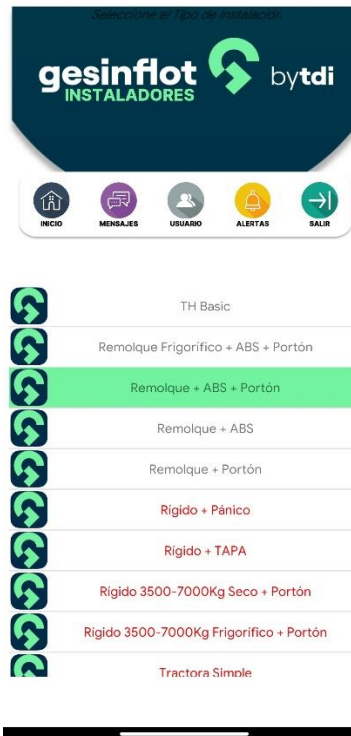 Seleccione el Tipo de Instalación
gesinflot bytdi
INSTALADORES
INICIO MENSAJES USUARIO ALERTAS SALIR
TH Basic
Remolque Frigorífico + ABS + Portón
Remolque + ABS + Portón
Remolque + ABS
Remolque + Portón
Rígido + Pánico
Rígido + TAPA
Rígido 3500-7000Kg Seco + Portón
Rígido 3500-7000Kg Frigorífico + Portón
Tractora Simple